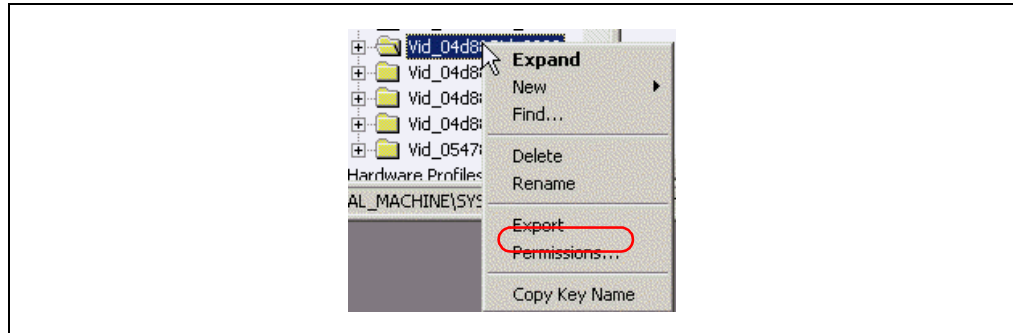 Vid_04d8
Vid_04d8
Vid_04d8
Vid_04d8
Vid_0547
Hardware Profiles
AL_MACHINE\SYS
Expand
New
Find...
Delete
Rename
Export
Permissions...
Copy Key Name